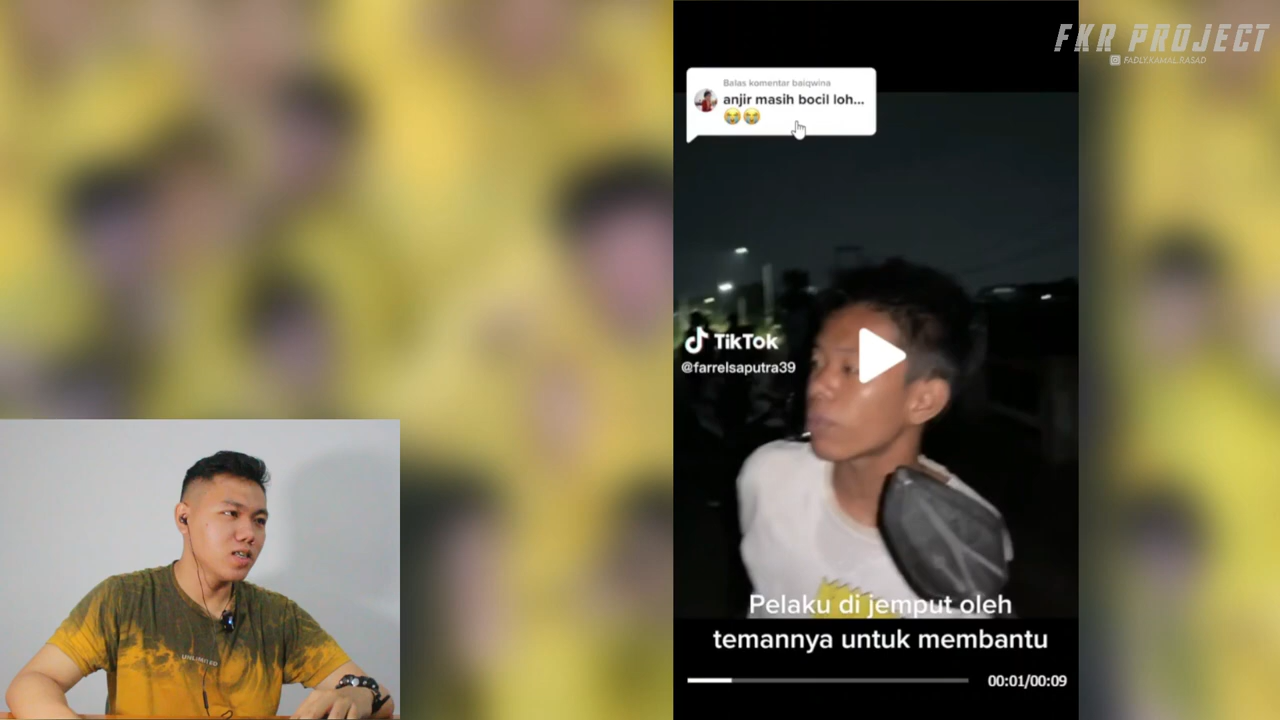 FKR PROJECT
FADLY.KAMAL.RASAD
Balas komentar baiqwina
anjir masih bocil loh...
😭😭
TikTok
@farrelsaputra39
UNLIMITED
Pelaku di jemput oleh
temannya untuk membantu
00:01/00:09